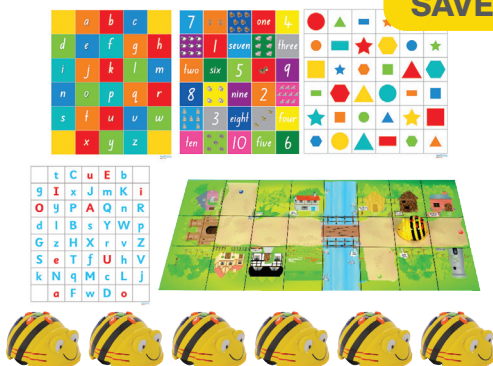 SAVE
a b c
d e f g h
i j k l m
n o p q r
s t u v w
x y z
7 one 4
1 seven three
two six 5 9
8 nine 2
3 eight four
ten 10 five 6
t C u E b
g I x J m K i
O y P A Q n R
d l B s Y W p
G z H X r v Z
S e T f U h V
k N q M c L j
a F w D o